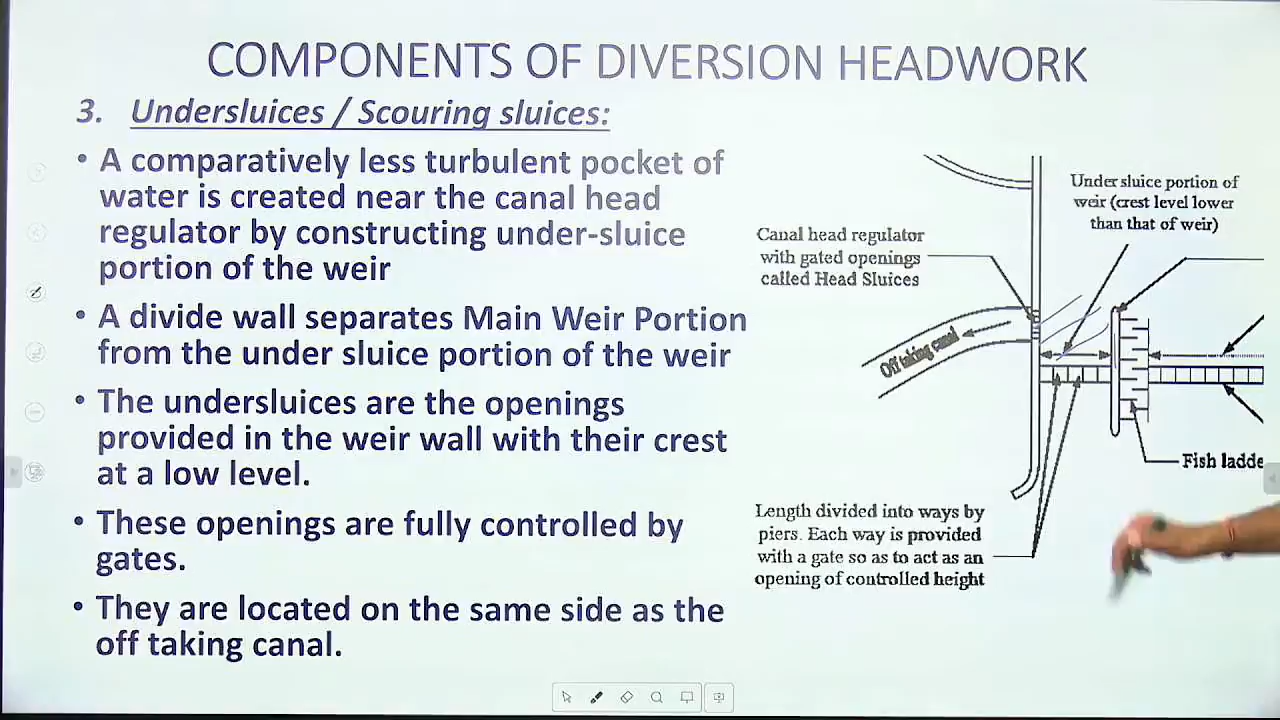 COMPONENTS OF DIVERSION HEADWORK
3. Undersluices / Scouring sluices:
• A comparatively less turbulent pocket of
water is created near the canal head
regulator by constructing under-sluice
portion of the weir
• A divide wall separates Main Weir Portion
from the under sluice portion of the weir
• The undersluices are the openings
provided in the weir wall with their crest
at a low level.
• These openings are fully controlled by
gates.
• They are located on the same side as the
off taking canal.
Under sluice portion of
weir (crest level lower
than that of weir)
Canal head regulator
with gated openings
called Head Sluices
Off taking canal
Fish ladde
Length divided into ways by
piers. Each way is provided
with a gate so as to act as an
opening of controlled height